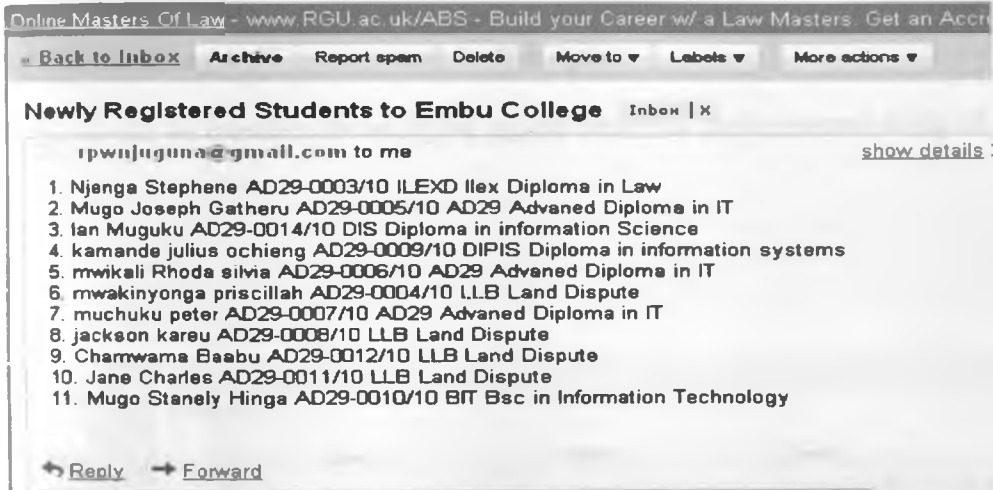 Online Masters Of Law - www.RGU.ac.uk/ABS - Build your Career w/ a Law Masters. Get an Accre
« Back to Inbox Archive Report spam Delete Move to ▼ Labels ▼ More actions ▼
Newly Registered Students to Embu College Inbox | X
ipwnjuguna@gmail.com to me show details
1. Njenga Stephene AD29-0003/10 ILEXD Ilex Diploma in Law
2. Mugo Joseph Gatheru AD29-0005/10 AD29 Advaned Diploma in IT
3. Ian Muguku AD29-0014/10 DIS Diploma in information Science
4. kamande julius ochieng AD29-0009/10 DIPIS Diploma in information systems
5. mwikali Rhoda silvia AD29-0006/10 AD29 Advaned Diploma in IT
6. mwakinyonga priscillah AD29-0004/10 LLB Land Dispute
7. muchuku peter AD29-0007/10 AD29 Advaned Diploma in IT
8. jackson kareu AD29-0008/10 LLB Land Dispute
9. Chamwama Baabu AD29-0012/10 LLB Land Dispute
10. Jane Charles AD29-0011/10 LLB Land Dispute
11. Mugo Stanely Hinga AD29-0010/10 BIT Bsc in Information Technology
Reply Forward